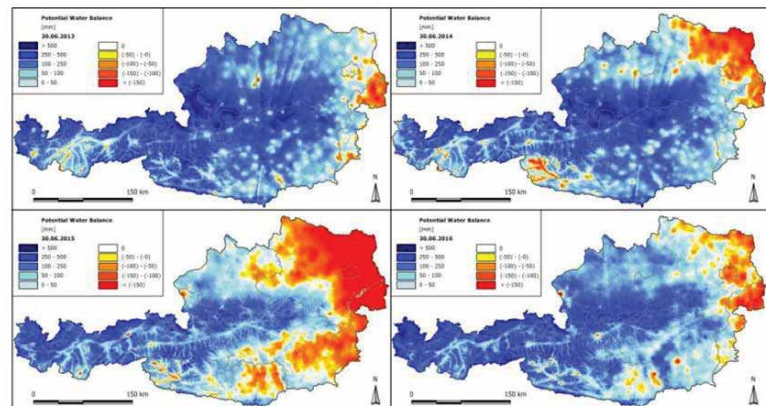 Potential Water Balance
[mm]
30.06.2013
> 500
250 - 500
100 - 250
50 - 100
0 - 50
0
(-50) - (-0)
(-100) - (-50)
(-150) - (-100)
< (-150)
0 150 km
N
Potential Water Balance
[mm]
30.06.2014
> 500
250 - 500
100 - 250
50 - 100
0 - 50
0
(-50) - (-0)
(-100) - (-50)
(-150) - (-100)
< (-150)
0 150 km
N
Potential Water Balance
[mm]
30.06.2015
> 500
250 - 500
100 - 250
50 - 100
0 - 50
0
(-50) - (-0)
(-100) - (-50)
(-150) - (-100)
< (-150)
0 150 km
N
Potential Water Balance
[mm]
30.06.2016
> 500
250 - 500
100 - 250
50 - 100
0 - 50
0
(-50) - (-0)
(-100) - (-50)
(-150) - (-100)
< (-150)
0 150 km
N